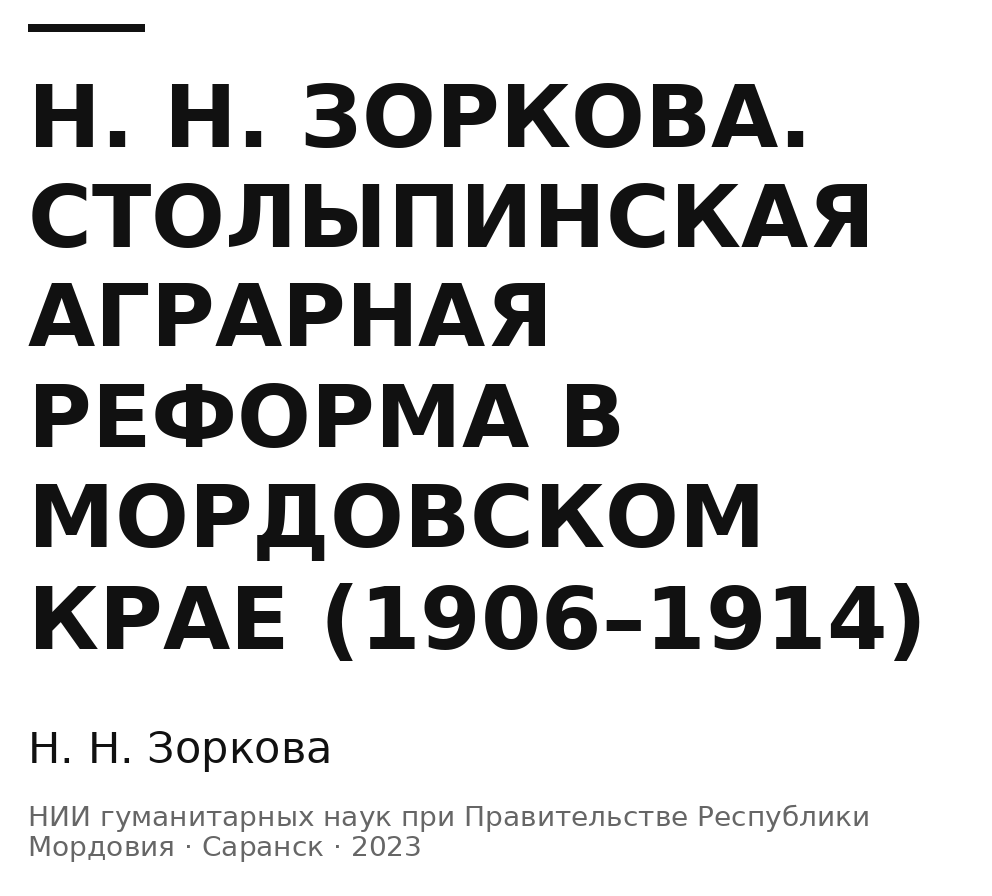 Н. Н. ЗОРКОВА.
СТОЛЫПИНСКАЯ
АГРАРНАЯ
РЕФОРМА В
МОРДОВСКОМ
КРАЕ (1906–1914)
Н. Н. Зоркова
НИИ гуманитарных наук при Правительстве Республики
Мордовия · Саранск · 2023